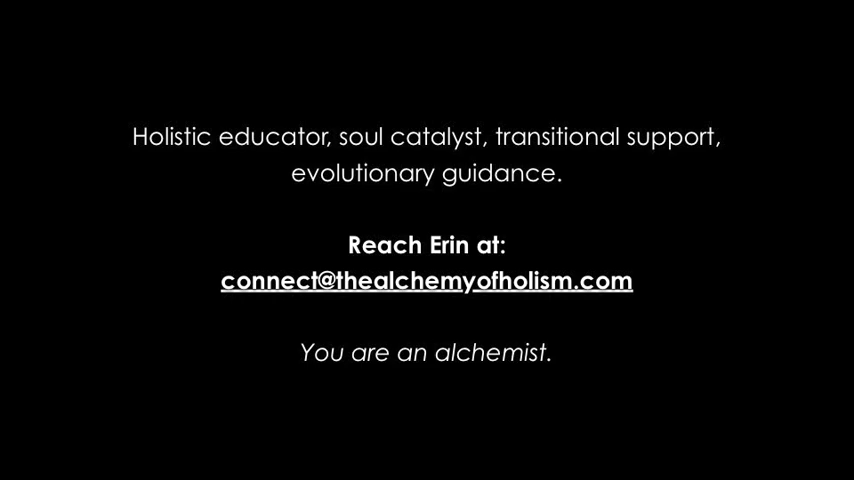 Holistic educator, soul catalyst, transitional support,
evolutionary guidance.
Reach Erin at:
connect@thealchemyofholism.com
You are an alchemist.